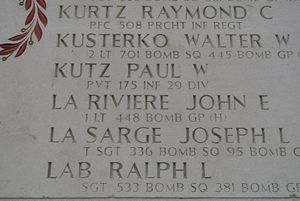 KURTZ RAYMOND C
PFC 508 PRCHT INF REGT
KUSTERKO WALTER W
2 LT 701 BOMB SQ 445 BOMB GP
KUTZ PAUL W
PVT 175 INF 29 DIV
LA RIVIERE JOHN E
1 LT 448 BOMB GP (H)
LA SARGE JOSEPH L
T SGT 336 BOMB SQ 95 BOMB
LAB RALPH L
SGT 533 BOMB SQ 381 BOMB GP